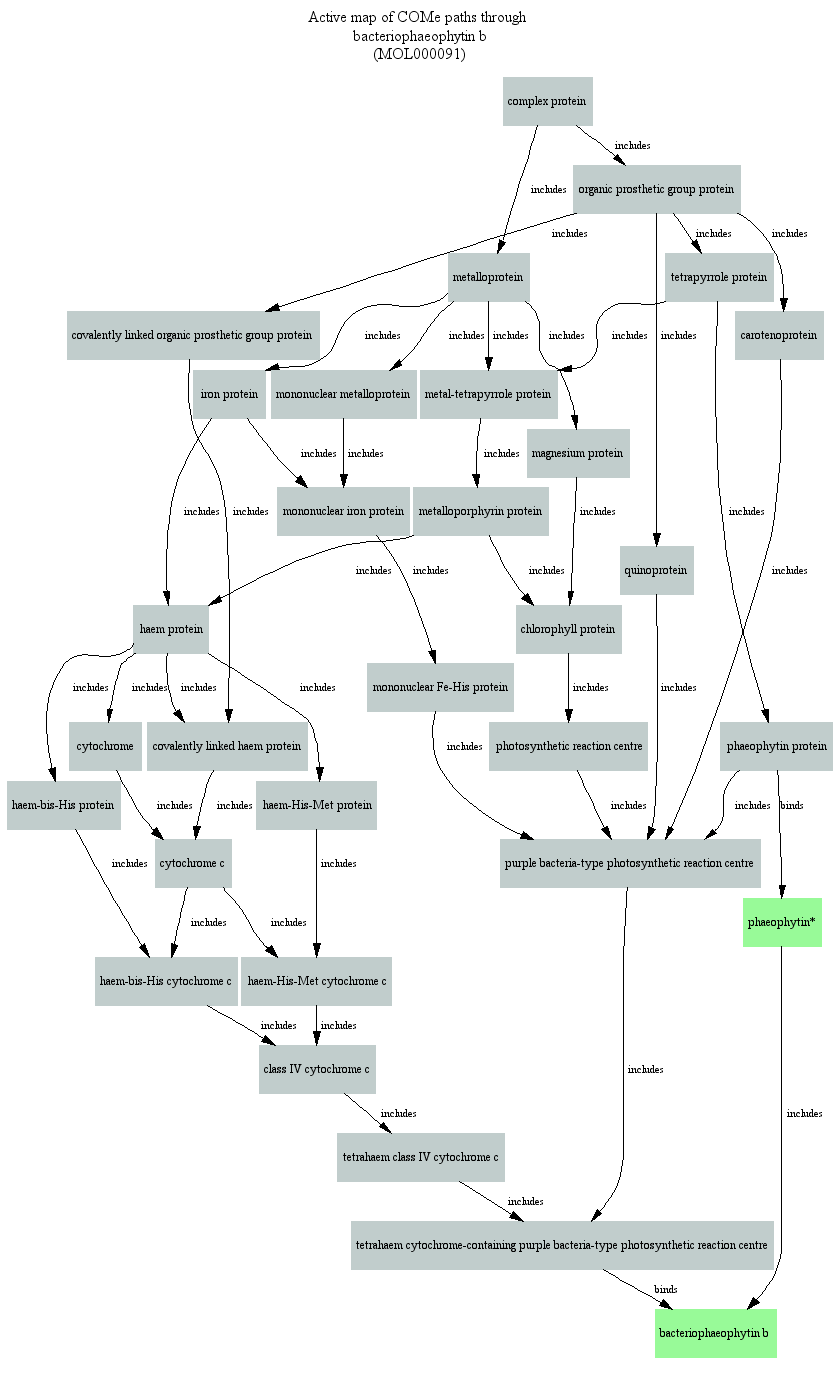 Active map of COMe paths through
bacteriophaeophytin b
(MOL000091)
complex protein
includes
organic prosthetic group protein
includes
includes
includes
includes
metalloprotein
tetrapyrrole protein
covalently linked organic prosthetic group protein
includes
includes
includes
includes
includes
includes
carotenoprotein
iron protein
mononuclear metalloprotein
metal-tetrapyrrole protein
includes
includes
includes
magnesium protein
mononuclear iron protein
metalloporphyrin protein
includes
includes
includes
includes
quinoprotein
includes
includes
includes
includes
haem protein
chlorophyll protein
mononuclear Fe-His protein
includes
includes
includes
includes
includes
includes
cytochrome
covalently linked haem protein
includes
photosynthetic reaction centre
phaeophytin protein
haem-bis-His protein
includes
includes
haem-His-Met protein
includes
includes
binds
includes
cytochrome c
includes
purple bacteria-type photosynthetic reaction centre
includes
includes
phaeophytin*
haem-bis-His cytochrome c
haem-His-Met cytochrome c
includes
includes
class IV cytochrome c
includes
includes
includes
tetrahaem class IV cytochrome c
includes
tetrahaem cytochrome-containing purple bacteria-type photosynthetic reaction centre
binds
bacteriophaeophytin b